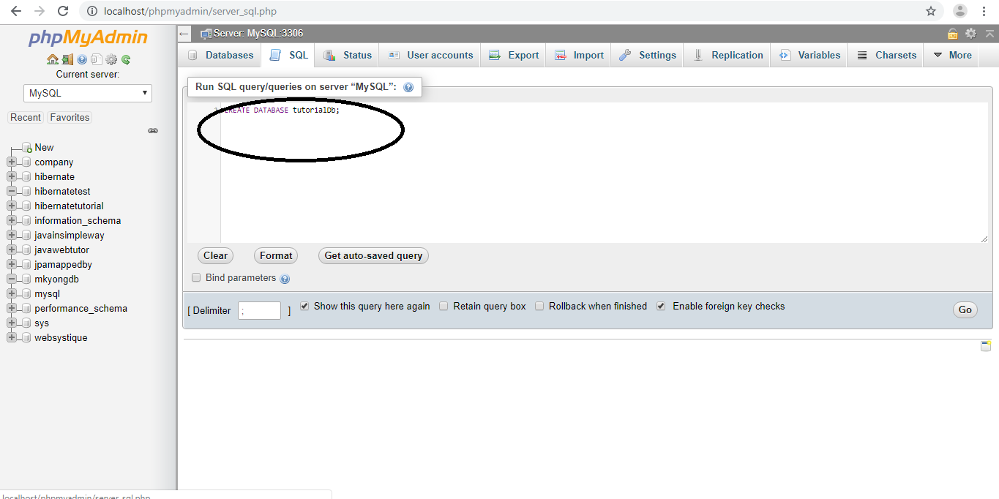 localhost/phpmyadmin/server_sql.php
phpMyAdmin
Current server:
MySQL
Recent Favorites
New
company
hibernate
hibernatetest
hibernatetutorial
information_schema
javainsimpleway
javawebtutor
jpamappedby
mkyongdb
mysql
performance_schema
sys
websystique
Server: MySQL:3306
Databases SQL Status User accounts Export Import Settings Replication Variables Charsets More
Run SQL query/queries on server “MySQL”:
CREATE DATABASE tutorialDb;
Clear Format Get auto-saved query
Bind parameters
[ Delimiter ; ] Show this query here again Retain query box Rollback when finished Enable foreign key checks Go
localhost/phpmyadmin/server_sql.php